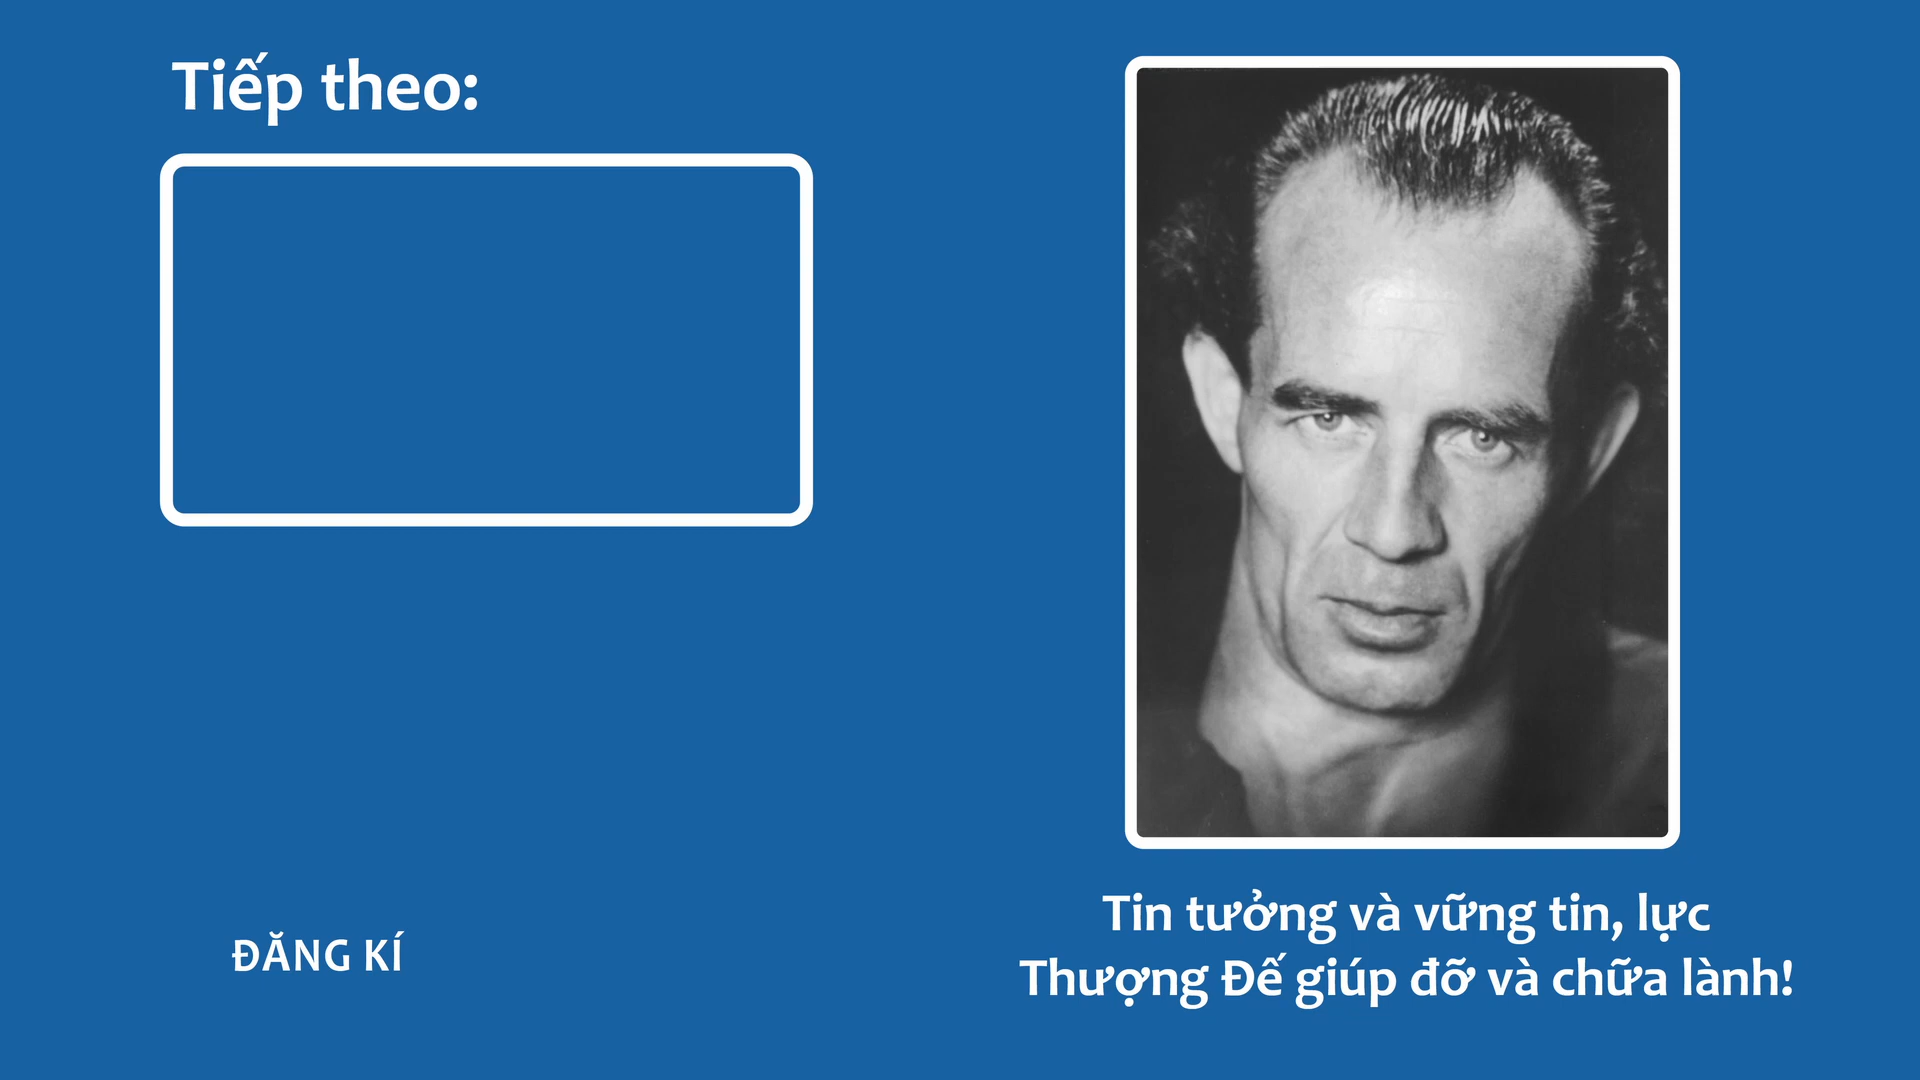 Tiếp theo:
ĐĂNG KÍ
Tin tưởng và vững tin, lực
Thượng Đế giúp đỡ và chữa lành!